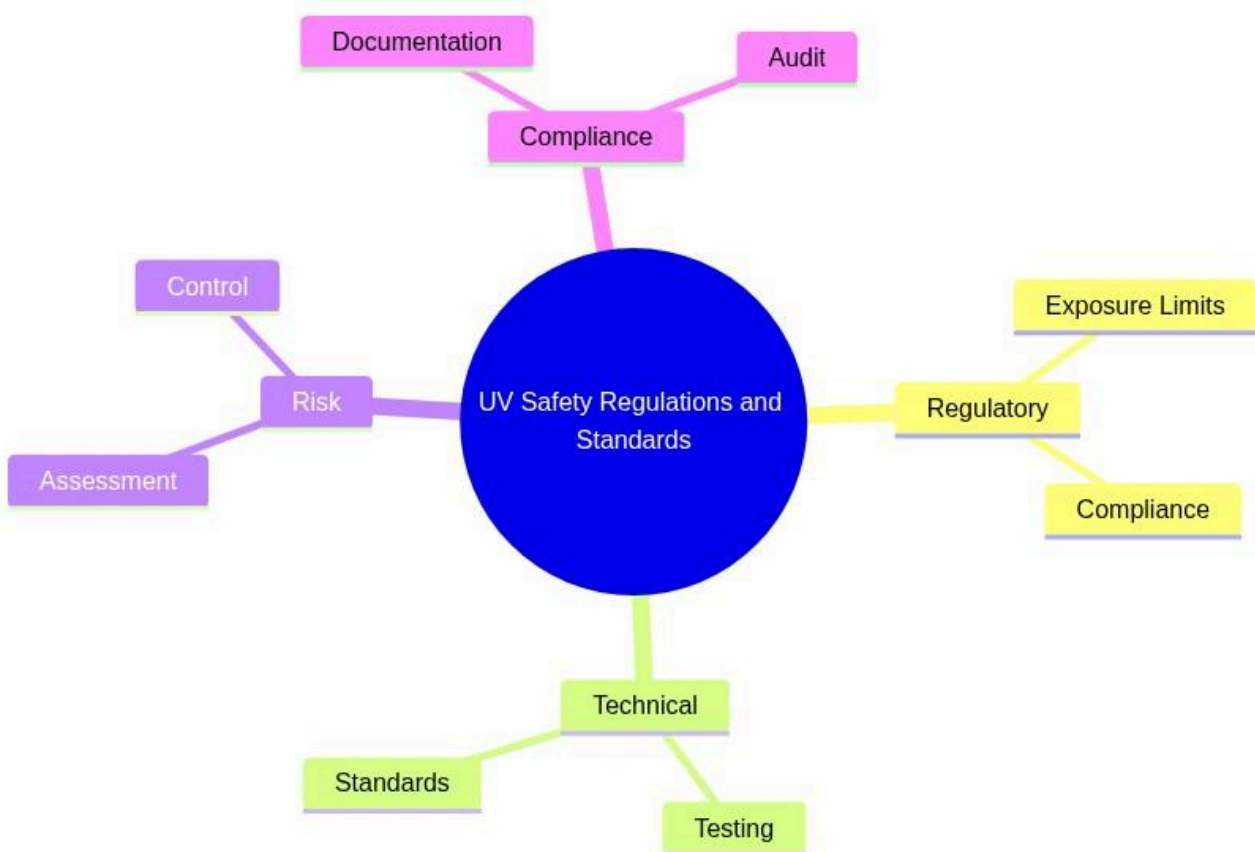 Documentation
Audit
Compliance
Control
Exposure Limits
Risk
UV Safety Regulations and
Standards
Regulatory
Assessment
Compliance
Technical
Standards
Testing